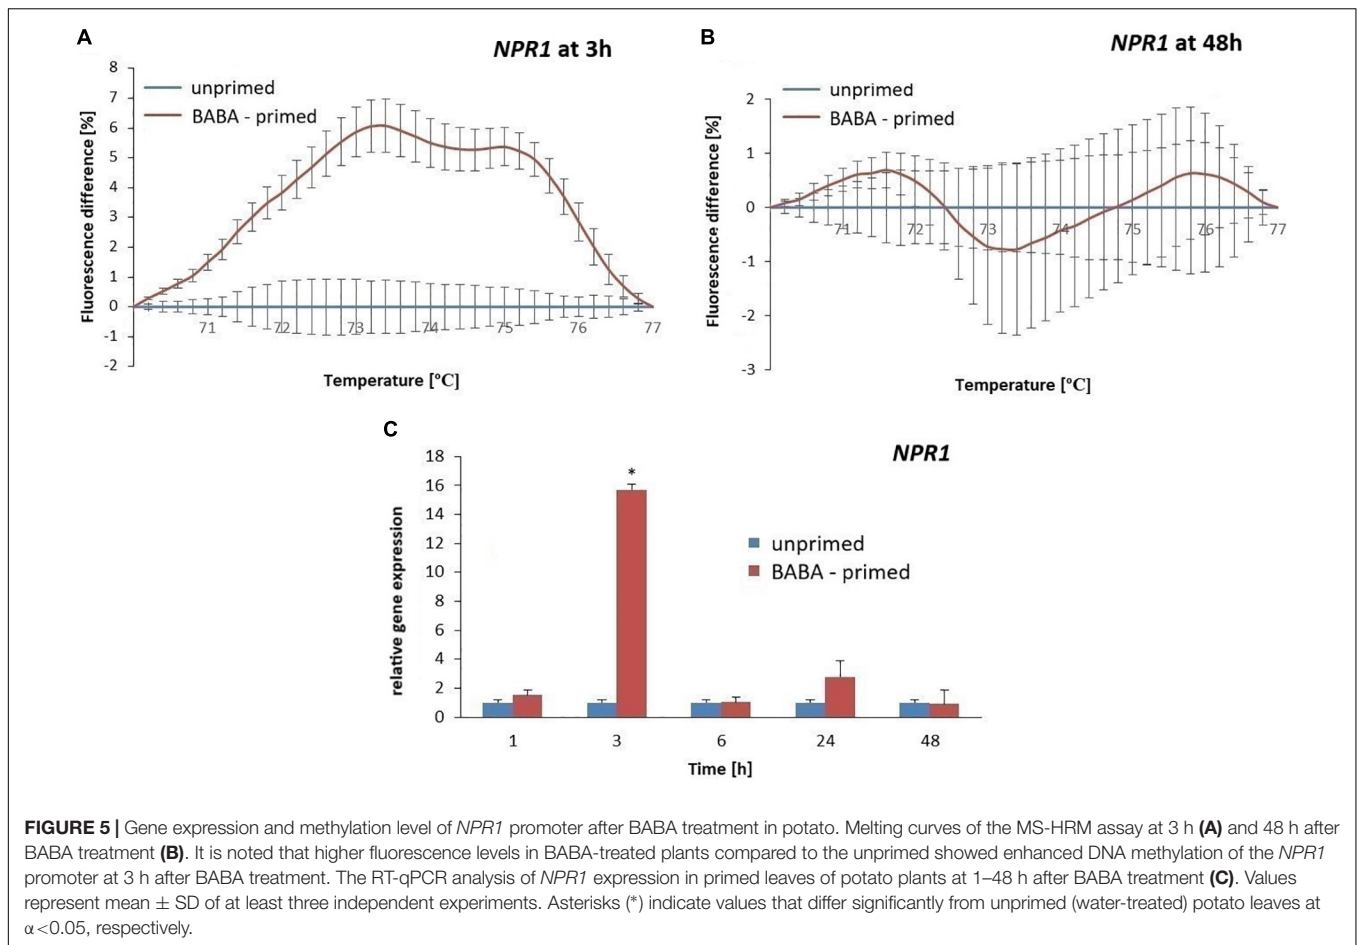 A
NPR1 at 3h
unprimed
BABA - primed
Fluorescence difference [%]
8
7
6
5
4
3
2
1
0
-1
-2
71
72
73
74
75
76
77
Temperature [°C]
B
NPR1 at 48h
unprimed
BABA - primed
Fluorescence difference [%]
2
1
0
-1
-2
-3
71
72
73
74
75
76
77
Temperature [°C]
C
NPR1
relative gene expression
18
16
14
12
10
8
6
4
2
0
*
unprimed
BABA - primed
1
3
6
24
48
Time [h]
FIGURE 5 | Gene expression and methylation level of NPR1 promoter after BABA treatment in potato. Melting curves of the MS-HRM assay at 3 h (A) and 48 h after
BABA treatment (B). It is noted that higher fluorescence levels in BABA-treated plants compared to the unprimed showed enhanced DNA methylation of the NPR1
promoter at 3 h after BABA treatment. The RT-qPCR analysis of NPR1 expression in primed leaves of potato plants at 1–48 h after BABA treatment (C). Values
represent mean ± SD of at least three independent experiments. Asterisks (*) indicate values that differ significantly from unprimed (water-treated) potato leaves at
α<0.05, respectively.